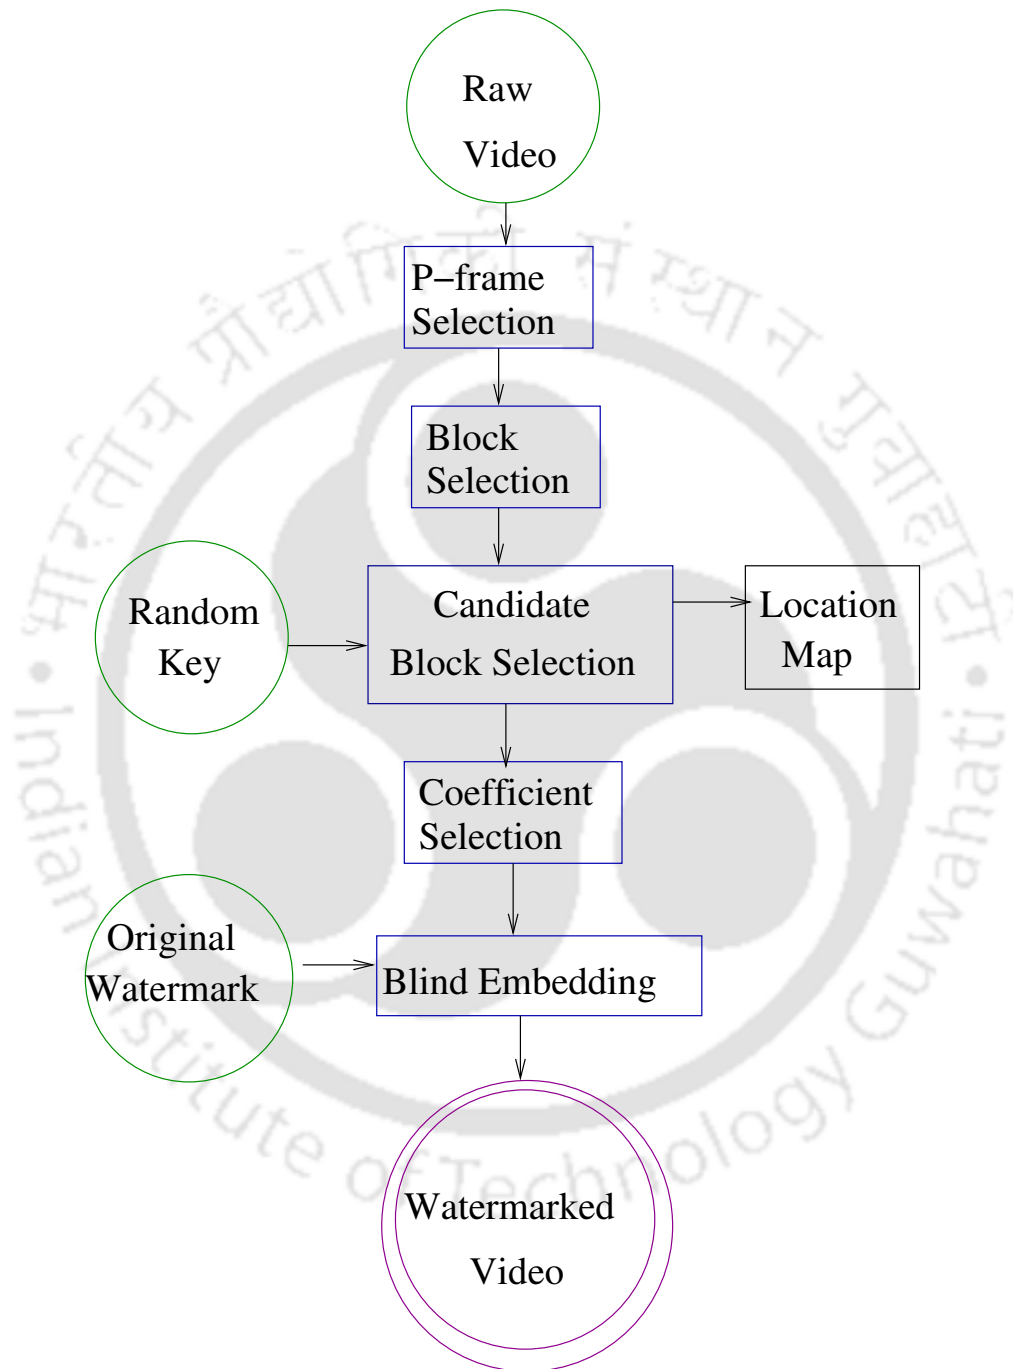 Raw
Video
P−frame
Selection
Block
Selection
Random
Key
Candidate
Block Selection
Location
Map
Coefficient
Selection
Original
Watermark
Blind Embedding
Watermarked
Video
भारतीय प्रौद्योगिकी संस्थान गुवाहाटी
Indian Institute of Technology Guwahati